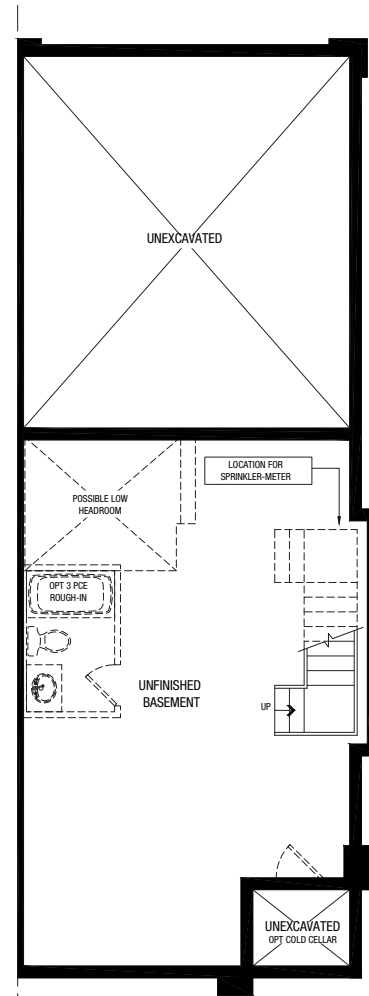 UNEXCAVATED
LOCATION FOR
SPRINKLER-METER
POSSIBLE LOW
HEADROOM
OPT 3 PCE
ROUGH-IN
UNFINISHED
BASEMENT
UP
UNEXCAVATED
OPT COLD CELLAR